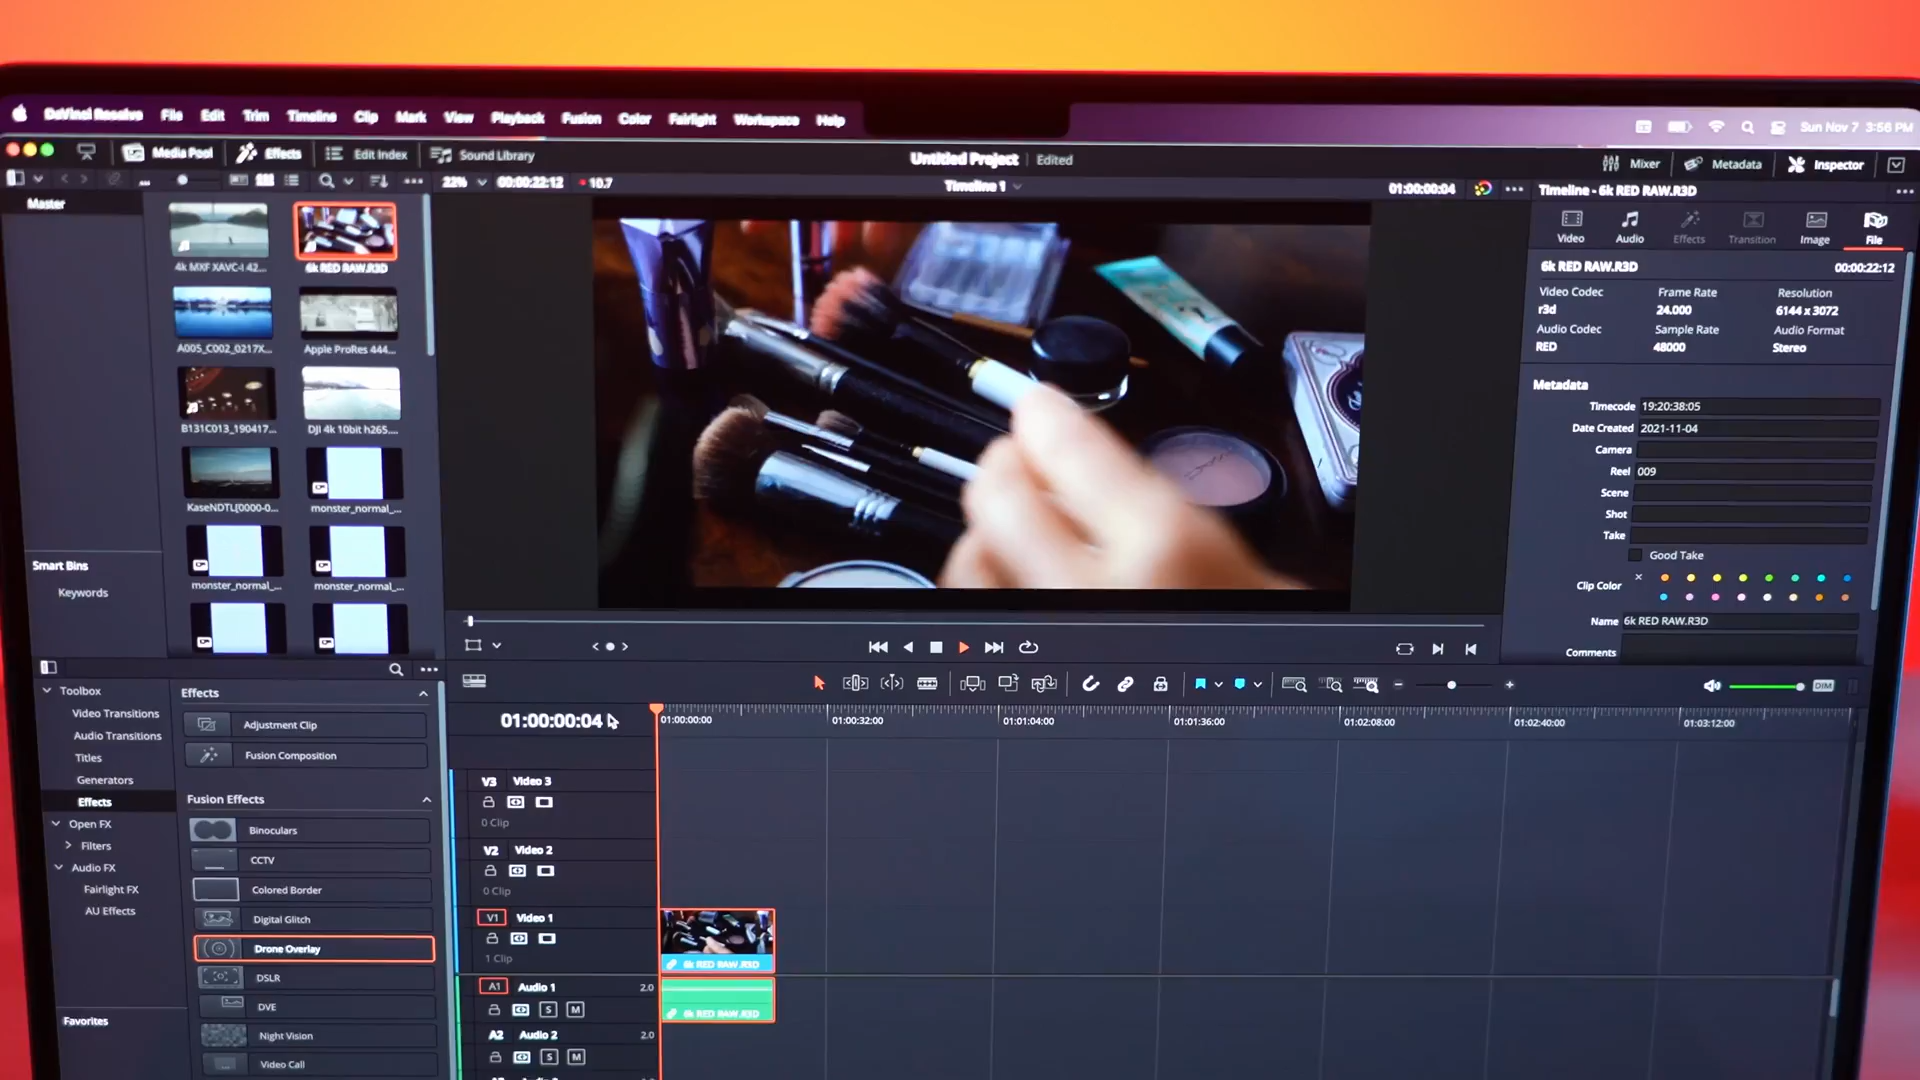 DaVinci Resolve File Edit Trim Timeline Clip Mark View Playback Fusion Color Fairlight Workspace Help
Sun Nov 7 3:56 PM
Media Pool Effects Edit Index Sound Library
Untitled Project Edited
Mixer Metadata Inspector
22% 00:00:22:12 10.7
Timeline 1
01:00:00:04
Timeline - 6k RED RAW.R3D
Master
4k MXF XAVC-I 42...
6k RED RAW.R3D
A005_C002_0217X...
Apple ProRes 444...
B131C013_190417...
DJI 4k 10bit h265....
KaseNDTL[0000-0...
monster_normal_...
monster_normal_...
monster_normal_...
Smart Bins
Keywords
Video Audio Effects Transition Image File
6k RED RAW.R3D 00:00:22:12
Video Codec Frame Rate Resolution
r3d 24.000 6144 x 3072
Audio Codec Sample Rate Audio Format
RED 48000 Stereo
Metadata
Timecode 19:20:38:05
Date Created 2021-11-04
Camera
Reel 009
Scene
Shot
Take
Good Take
Clip Color
Name 6k RED RAW.R3D
Comments
DIM
Toolbox
Video Transitions
Audio Transitions
Titles
Generators
Effects
Open FX
Filters
Audio FX
Fairlight FX
AU Effects
Favorites
Effects
Adjustment Clip
Fusion Composition
Fusion Effects
Binoculars
CCTV
Colored Border
Digital Glitch
Drone Overlay
DSLR
DVE
Night Vision
Video Call
01:00:00:04
01:00:00:00 01:00:32:00 01:01:04:00 01:01:36:00 01:02:08:00 01:02:40:00 01:03:12:00
V3 Video 3
0 Clip
V2 Video 2
0 Clip
V1 Video 1
1 Clip
6k RED RAW.R3D
A1 Audio 1 2.0
S M
6k RED RAW.R3D
A2 Audio 2 2.0
S M